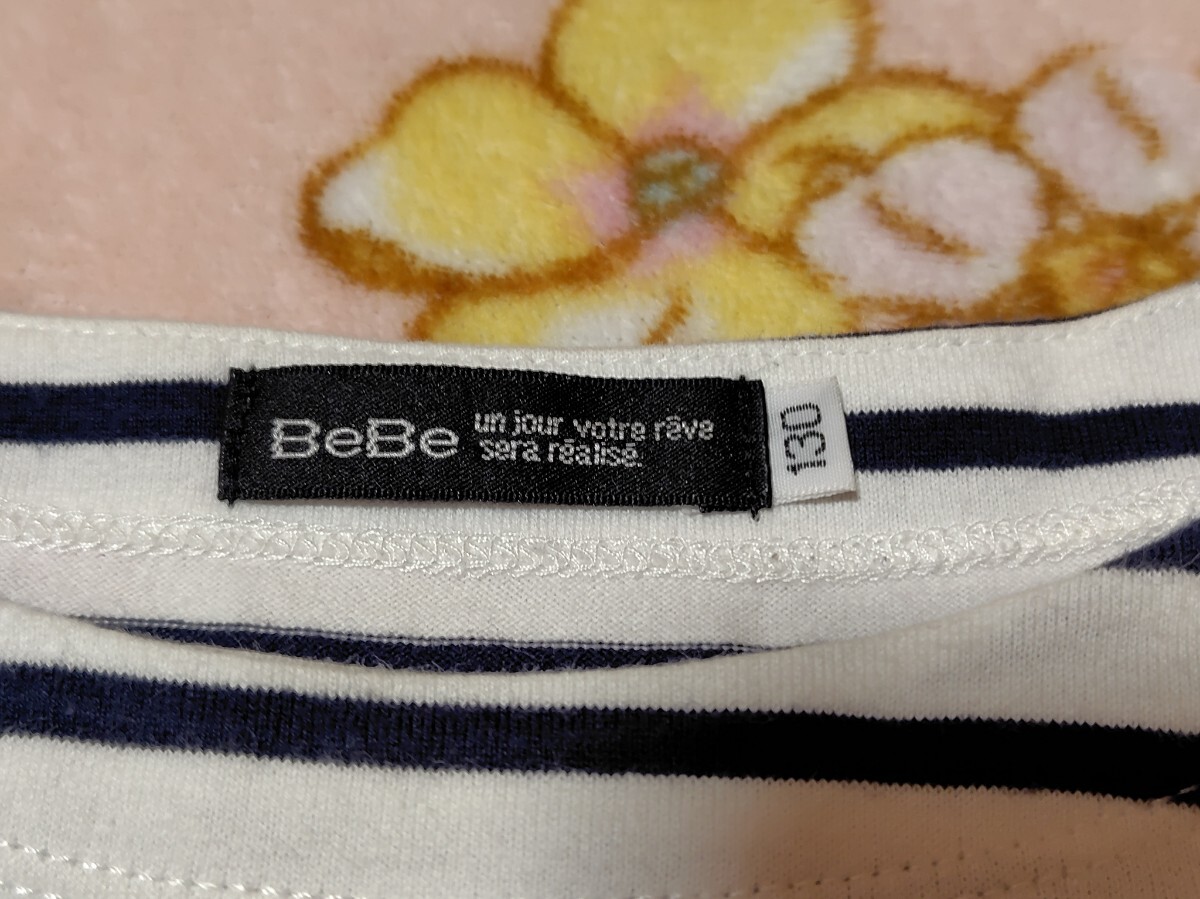 BeBe
un jour votre rêve
sera réalisé.
130